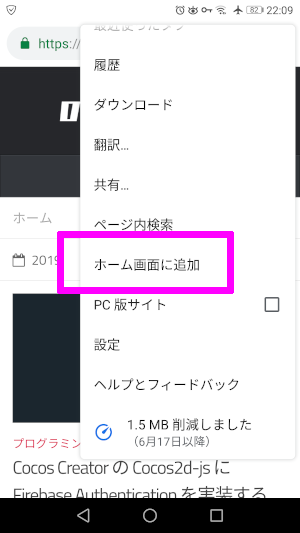 82 22:09
https://
履歴
ダウンロード
翻訳...
共有...
ページ内検索
ホーム
ホーム画面に追加
2019
PC 版サイト
設定
ヘルプとフィードバック
1.5 MB 削減しました
(6月17日以降)
プログラミン
Cocos Creator の Cocos2d-js に
Firebase Authentication を実装する